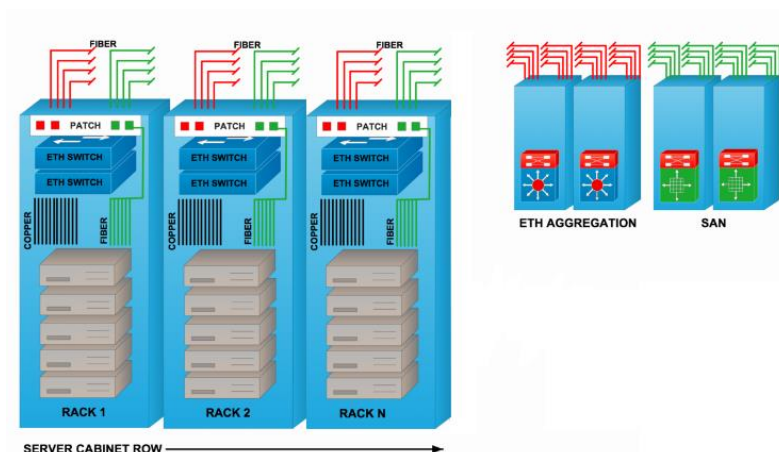 FIBER
FIBER
FIBER
PATCH
PATCH
PATCH
ETH SWITCH
ETH SWITCH
ETH SWITCH
ETH SWITCH
ETH SWITCH
ETH SWITCH
COPPER
FIBER
COPPER
FIBER
COPPER
FIBER
RACK 1
RACK 2
RACK N
SERVER CABINET ROW
ETH AGGREGATION
SAN